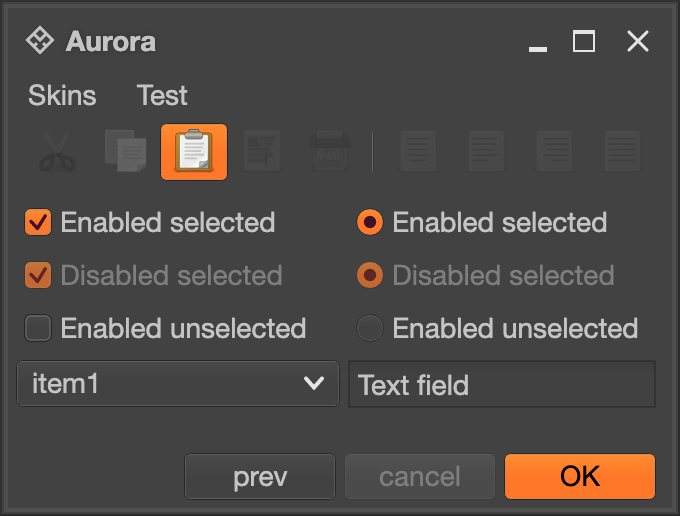 Aurora
Skins Test
Enabled selected Enabled selected
Disabled selected Disabled selected
Enabled unselected Enabled unselected
item1 Text field
prev cancel OK